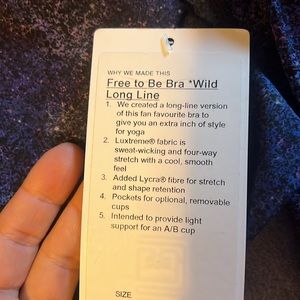 WHY WE MADE THIS
Free to Be Bra *Wild
Long Line
1. We created a long-line version
of this fan favourite bra to
give you an extra inch of style
for yoga
2. Luxtreme® fabric is
sweat-wicking and four-way
stretch with a cool, smooth
feel
3. Added Lycra® fibre for stretch
and shape retention
4. Pockets for optional, removable
cups
5. Intended to provide light
support for an A/B cup
SIZE